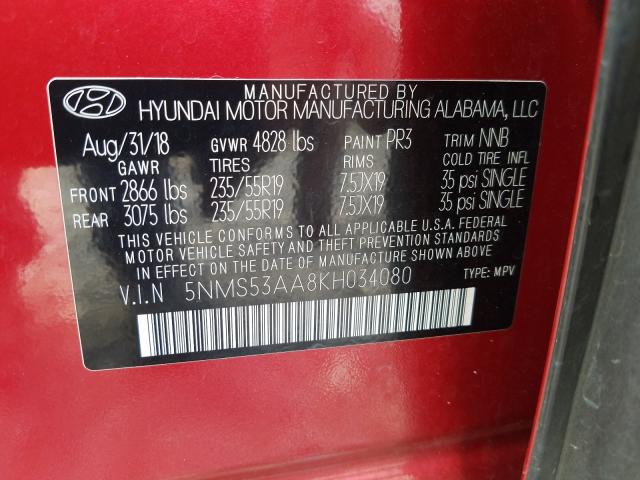 MANUFACTURED BY
HYUNDAI MOTOR MANUFACTURING ALABAMA, LLC
Aug/31/18 GVWR 4828 lbs PAINT PR3 TRIM NNB
GAWR TIRES RIMS COLD TIRE INFL
FRONT 2866 lbs 235/55R19 7.5JX19 35 psi SINGLE
REAR 3075 lbs 235/55R19 7.5JX19 35 psi SINGLE
THIS VEHICLE CONFORMS TO ALL APPLICABLE U.S.A. FEDERAL
MOTOR VEHICLE SAFETY AND THEFT PREVENTION STANDARDS
IN EFFECT ON THE DATE OF MANUFACTURE SHOWN ABOVE
V.I.N 5NMS53AA8KH034080 TYPE: MPV